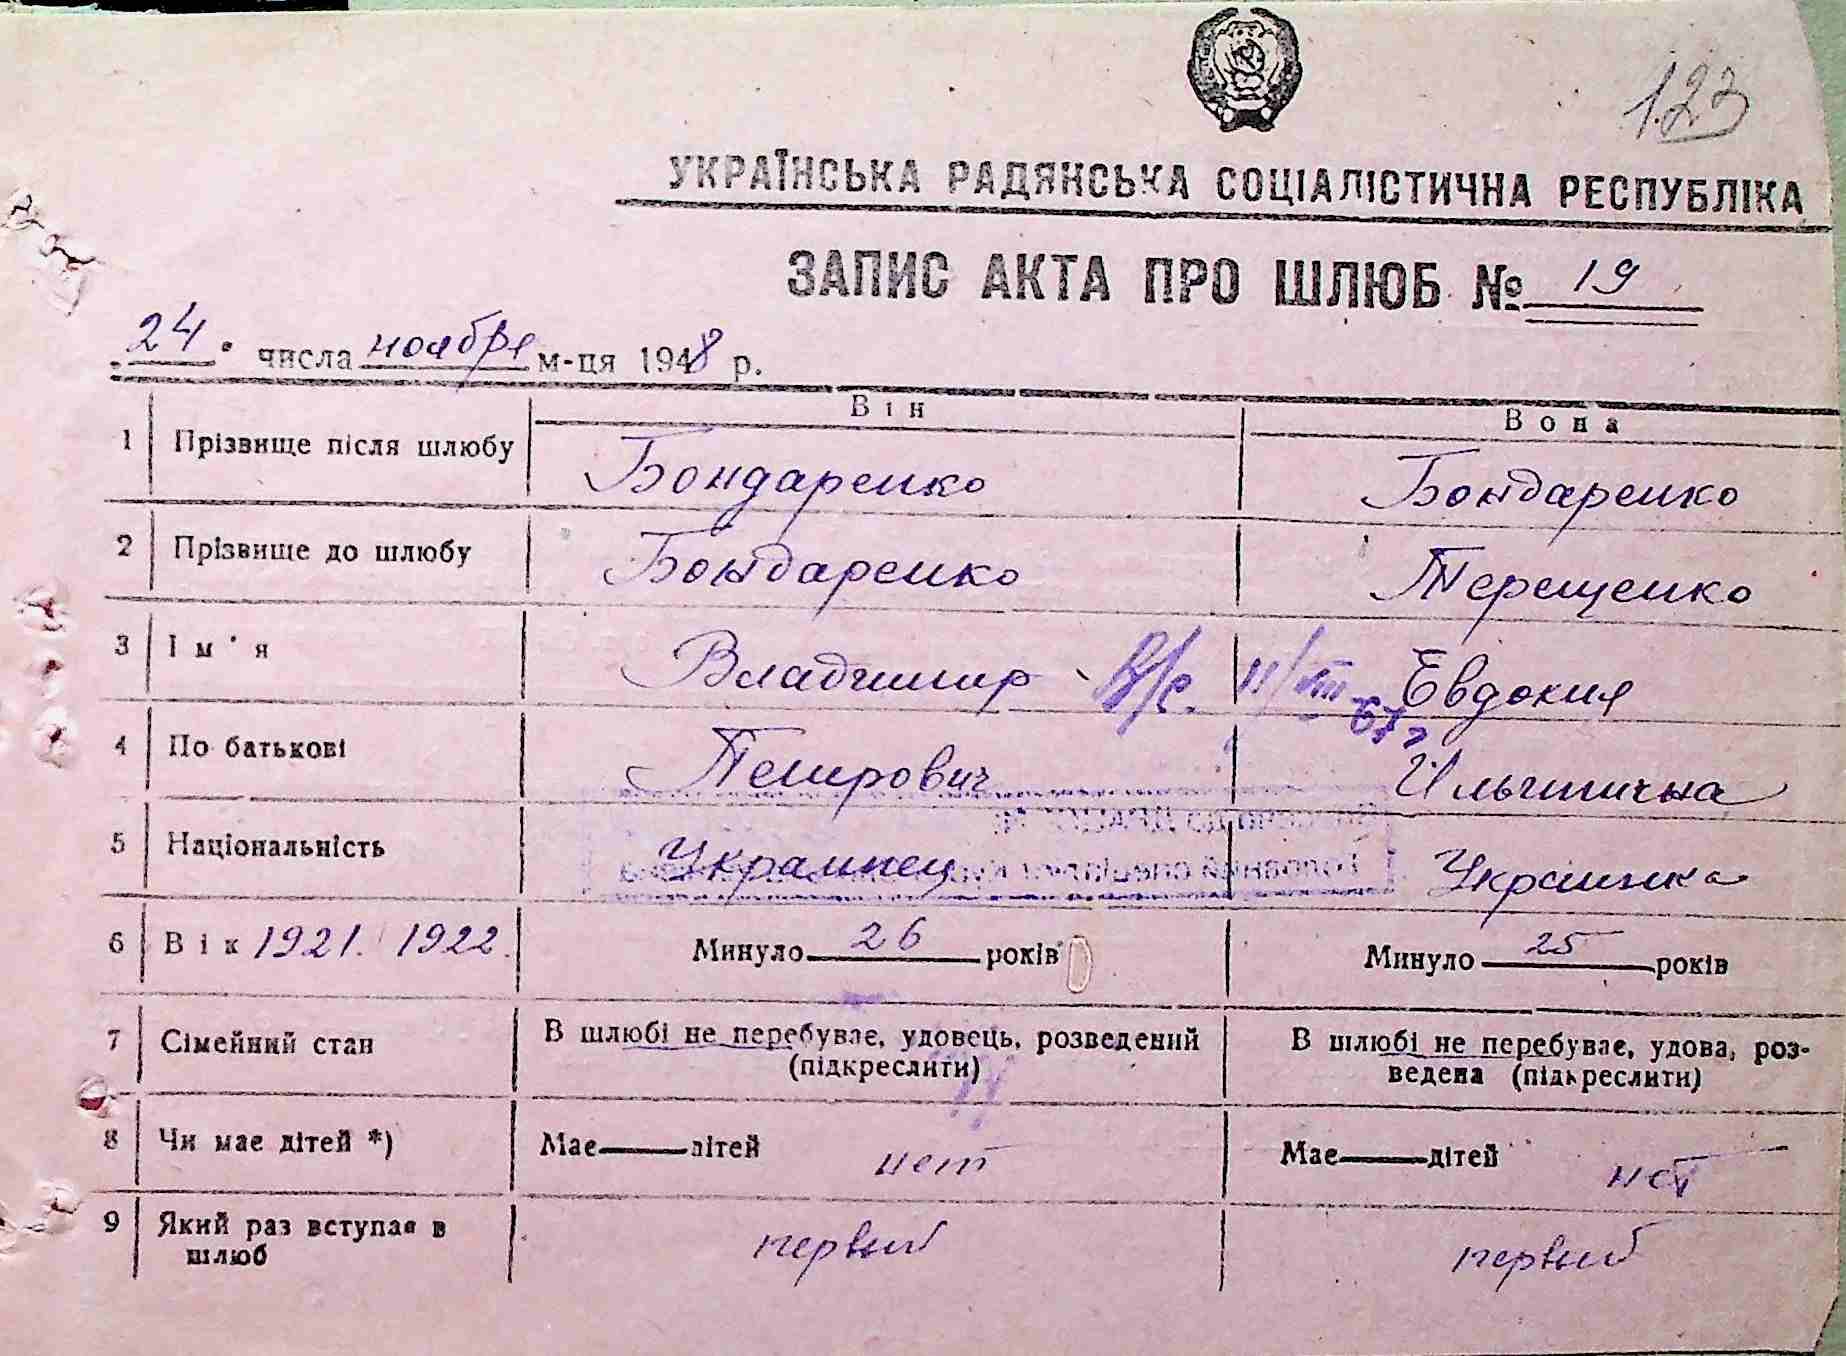 123
УКРАЇНСЬКА РАДЯНСЬКА СОЦІАЛІСТИЧНА РЕСПУБЛІКА
ЗАПИС АКТА ПРО ШЛЮБ № 19
24 числа ноября м-ця 1948 р.
Він Вона
1 Прізвище після шлюбу Бондаренко Бондаренко
2 Прізвище до шлюбу Бондаренко Терещенко
3 Ім'я Владимир Евдокия
67 г
4 По батькові Ильинична
5 Національність Украинец Украинка
6 Вік 1921. 1922. Минуло 26 років Минуло 25 років
7 Сімейний стан В шлюбі не перебуває, удовець, розведений В шлюбі не перебуває, удова, роз-
(підкреслити) ведена (підкреслити)
8 Чи має дітей *) Має дітей нет Має дітей нет
9 Який раз вступає в первый первый
шлюб